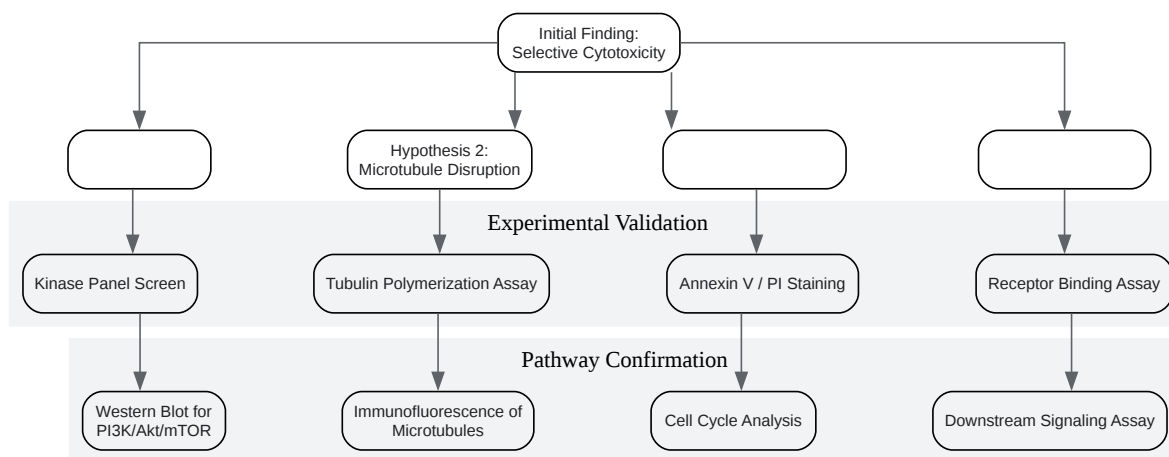 Initial Finding:
Selective Cytotoxicity
Hypothesis 2:
Microtubule Disruption
Experimental Validation
Kinase Panel Screen
Tubulin Polymerization Assay
Annexin V / PI Staining
Receptor Binding Assay
Pathway Confirmation
Western Blot for
PI3K/Akt/mTOR
Immunofluorescence of
Microtubules
Cell Cycle Analysis
Downstream Signaling Assay